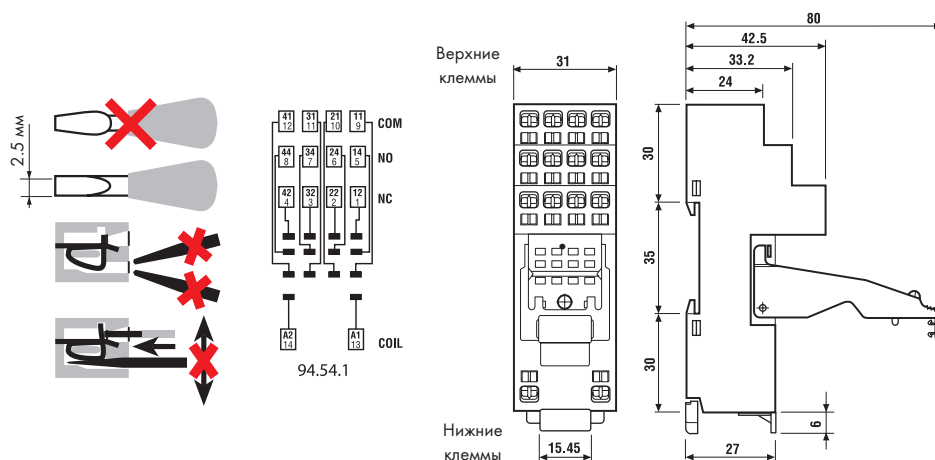 2.5 мм
41 31 21 11
12 11 10 9
COM
44 34 24 14
8 7 6 5
NO
42 32 22 12
4 3 2 1
NC
A2 A1
14 13
COIL
94.54.1
Верхние
клеммы
31
Нижние
клеммы
15.45
80
42.5
33.2
24
30
35
30
6
27